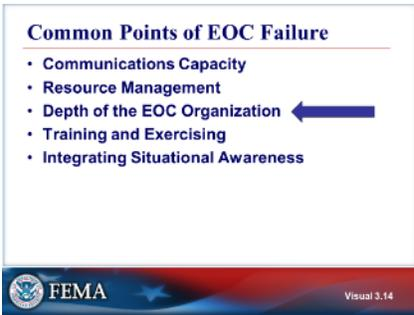 Common Points of EOC Failure
• Communications Capacity
• Resource Management
• Depth of the EOC Organization
• Training and Exercising
• Integrating Situational Awareness
FEMA
Visual 3.14